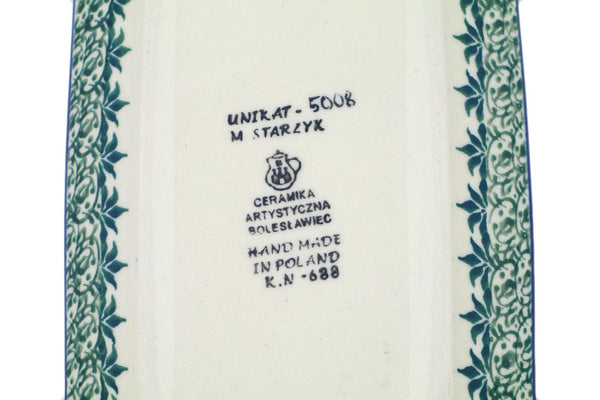 UNIKAT - 5008
M STARZYK
CERAMIKA
ARTYSTYCZNA
BOLESŁAWIEC
HAND MADE
IN POLAND
K.N -688